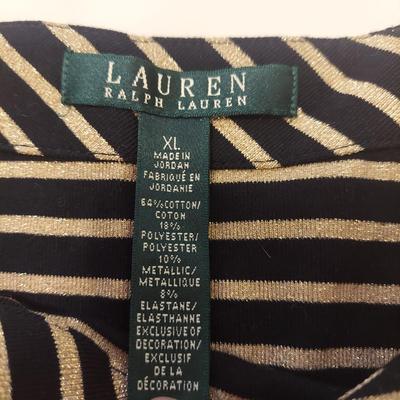 LAUREN
RALPH LAUREN
XL
MADE IN
JORDAN
FABRIQUÉ EN
JORDANIE
64% COTTON/
COTON
18%
POLYESTER/
POLYESTER
10%
METALLIC/
METALLIQUE
8%
ELASTANE/
ELASTHANNE
EXCLUSIVE OF
DECORATION/
EXCLUSIF
DE LA
DÉCORATION